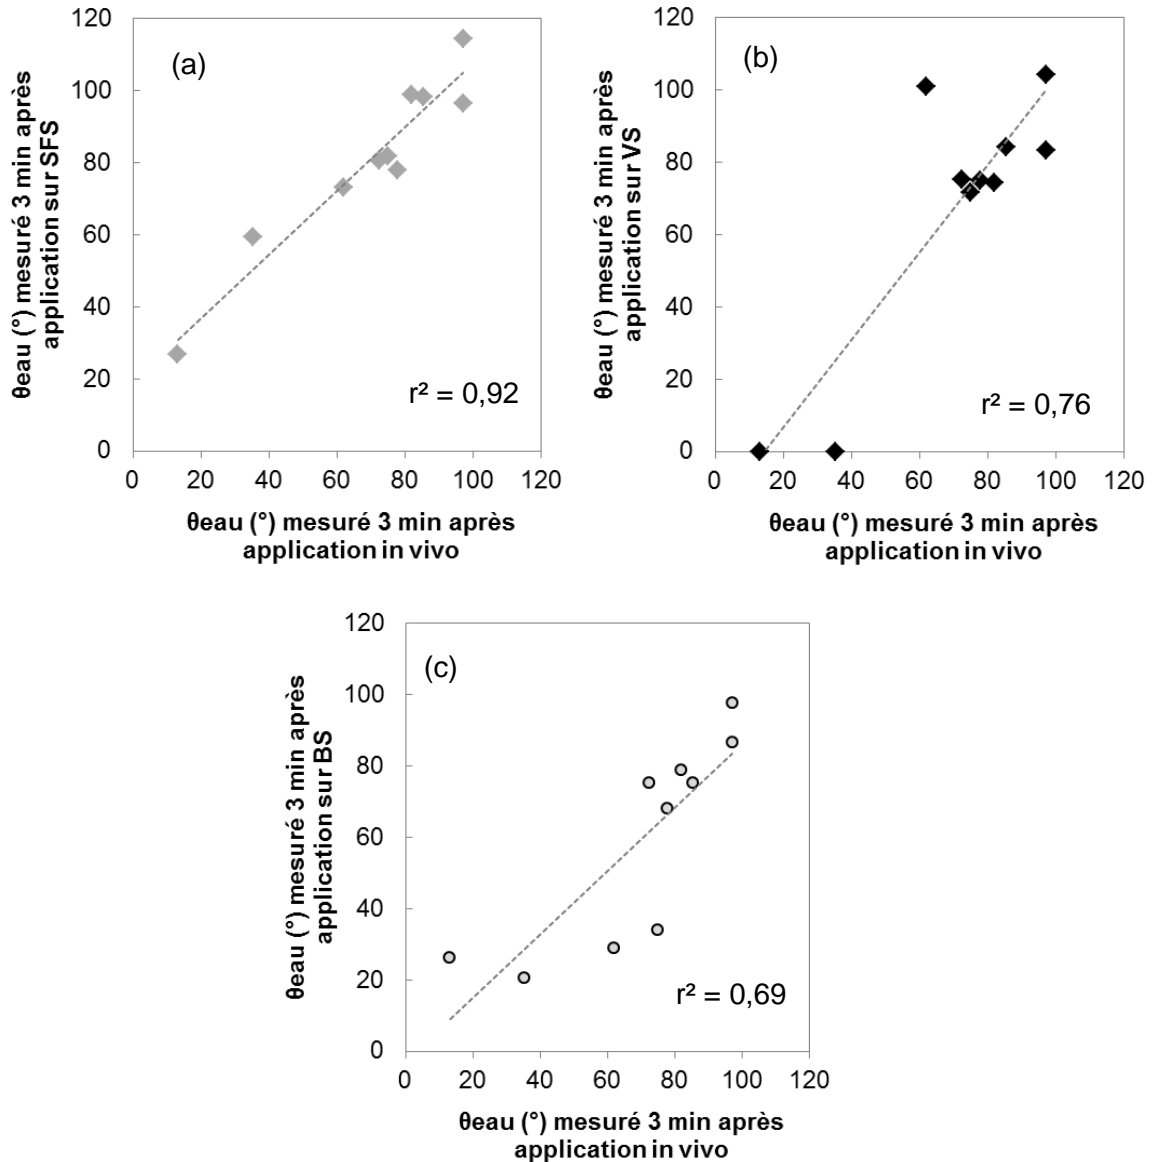 (a)
θeau (°) mesuré 3 min après
application sur SFS
120
100
80
60
40
20
0
r² = 0,92
0 20 40 60 80 100 120
θeau (°) mesuré 3 min après
application in vivo
(b)
θeau (°) mesuré 3 min après
application sur VS
120
100
80
60
40
20
0
r² = 0,76
0 20 40 60 80 100 120
θeau (°) mesuré 3 min après
application in vivo
(c)
θeau (°) mesuré 3 min après
application sur BS
120
100
80
60
40
20
0
r² = 0,69
0 20 40 60 80 100 120
θeau (°) mesuré 3 min après
application in vivo